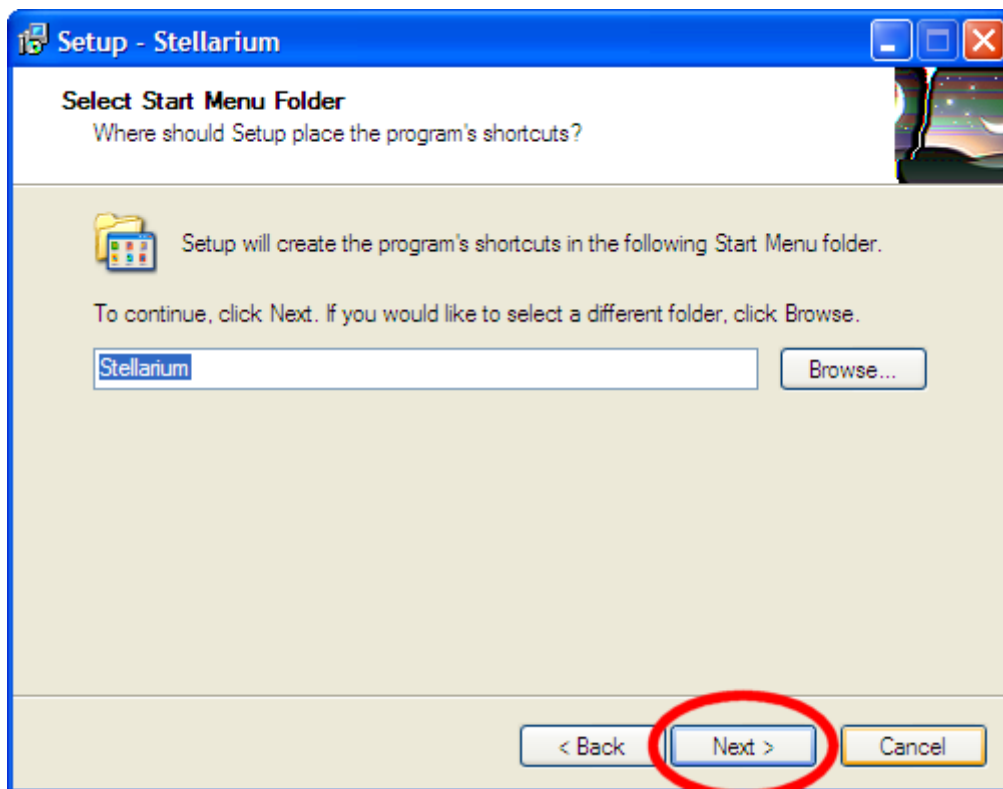 Setup - Stellarium
Select Start Menu Folder
Where should Setup place the program's shortcuts?
Setup will create the program's shortcuts in the following Start Menu folder.
To continue, click Next. If you would like to select a different folder, click Browse.
Stellarium
Browse...
< Back
Next >
Cancel